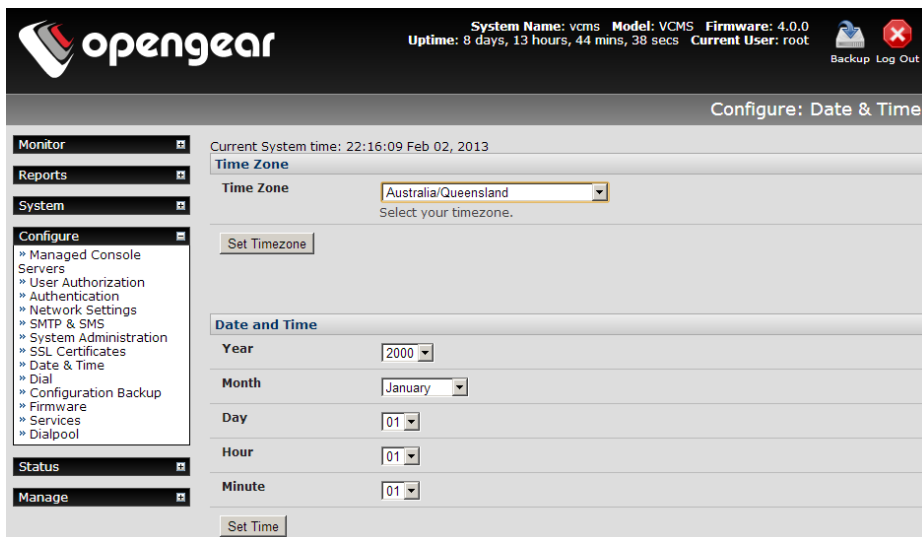 opengear
System Name: vcms Model: VCMS Firmware: 4.0.0
Uptime: 8 days, 13 hours, 44 mins, 38 secs Current User: root
Backup Log Out
Configure: Date & Time
Monitor
Reports
System
Configure
» Managed Console
Servers
» User Authorization
» Authentication
» Network Settings
» SMTP & SMS
» System Administration
» SSL Certificates
» Date & Time
» Dial
» Configuration Backup
» Firmware
» Services
» Dialpool
Status
Manage
Current System time: 22:16:09 Feb 02, 2013
Time Zone
Time Zone Australia/Queensland
Select your timezone.
Set Timezone
Date and Time
Year 2000
Month January
Day 01
Hour 01
Minute 01
Set Time